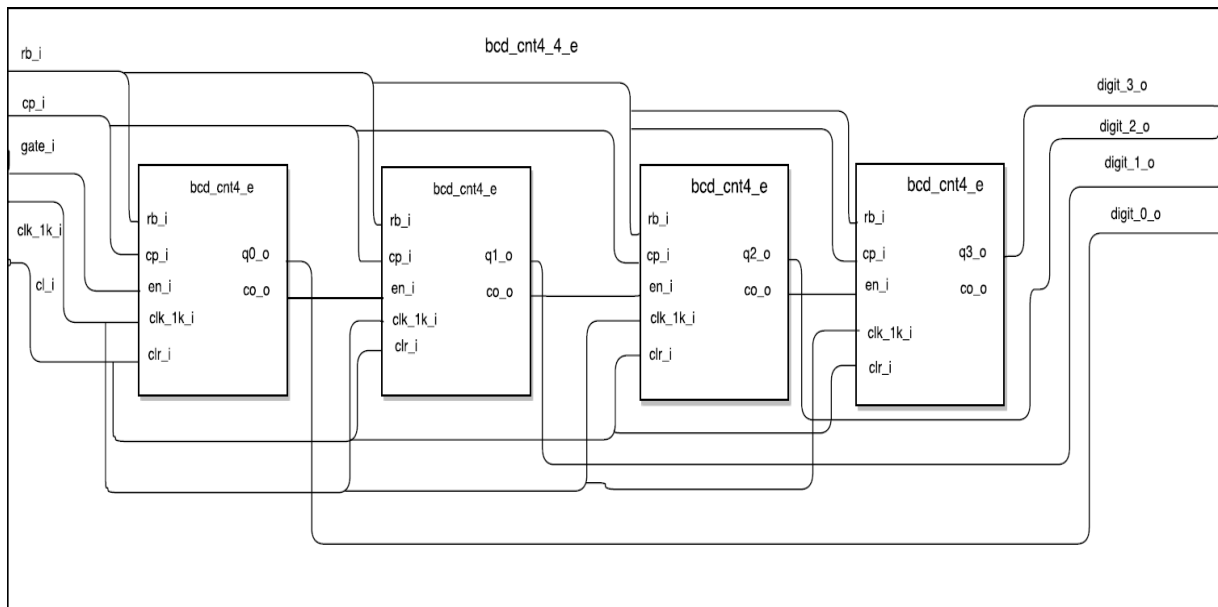 bcd_cnt4_4_e
rb_i
cp_i
gate_i
clk_1k_i
cl_i
bcd_cnt4_e
rb_i
cp_i
en_i
clk_1k_i
clr_i
q0_o
co_o
bcd_cnt4_e
rb_i
cp_i
en_i
clk_1k_i
clr_i
q1_o
co_o
bcd_cnt4_e
rb_i
cp_i
en_i
clk_1k_i
clr_i
q2_o
co_o
bcd_cnt4_e
rb_i
cp_i
en_i
clk_1k_i
clr_i
q3_o
co_o
digit_3_o
digit_2_o
digit_1_o
digit_0_o